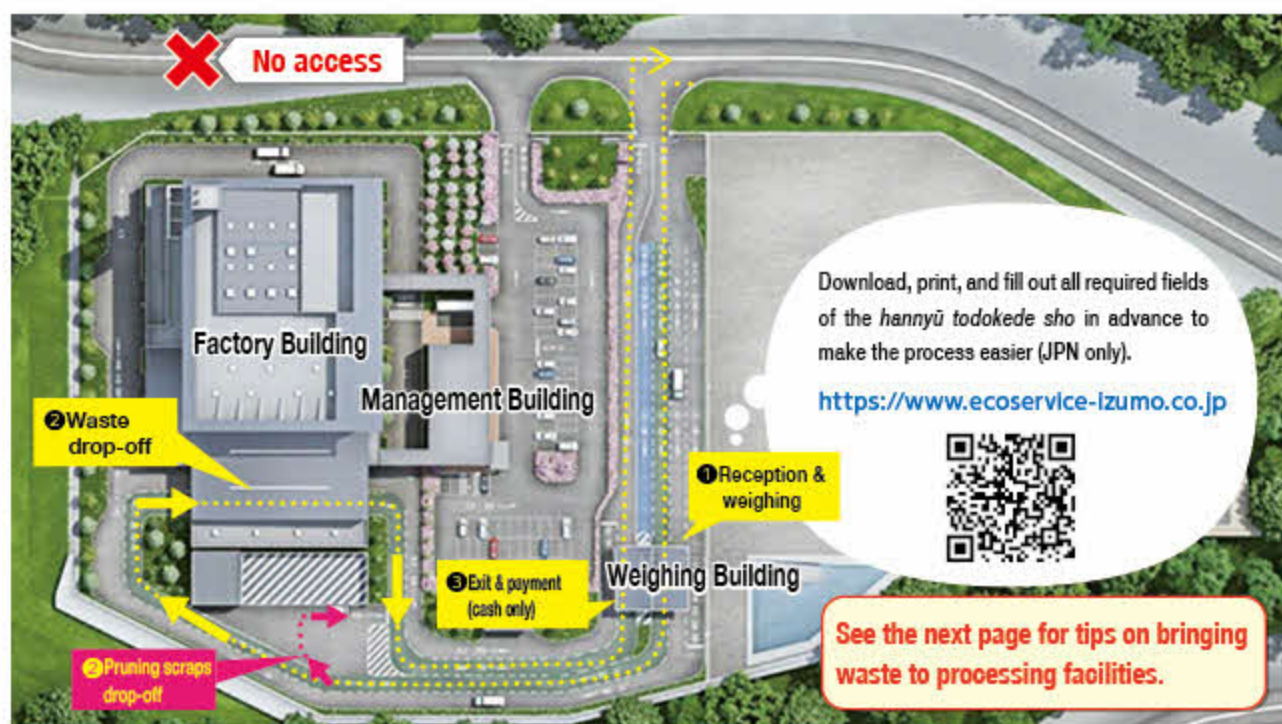 No access
Download, print, and fill out all required fields
of the hannyū todokede sho in advance to
make the process easier (JPN only).
https://www.ecoservice-izumo.co.jp
Factory Building
Management Building
❷Waste
drop-off
❶Reception &
weighing
❸Exit & payment
(cash only)
Weighing Building
❷Pruning scraps
drop-off
See the next page for tips on bringing
waste to processing facilities.